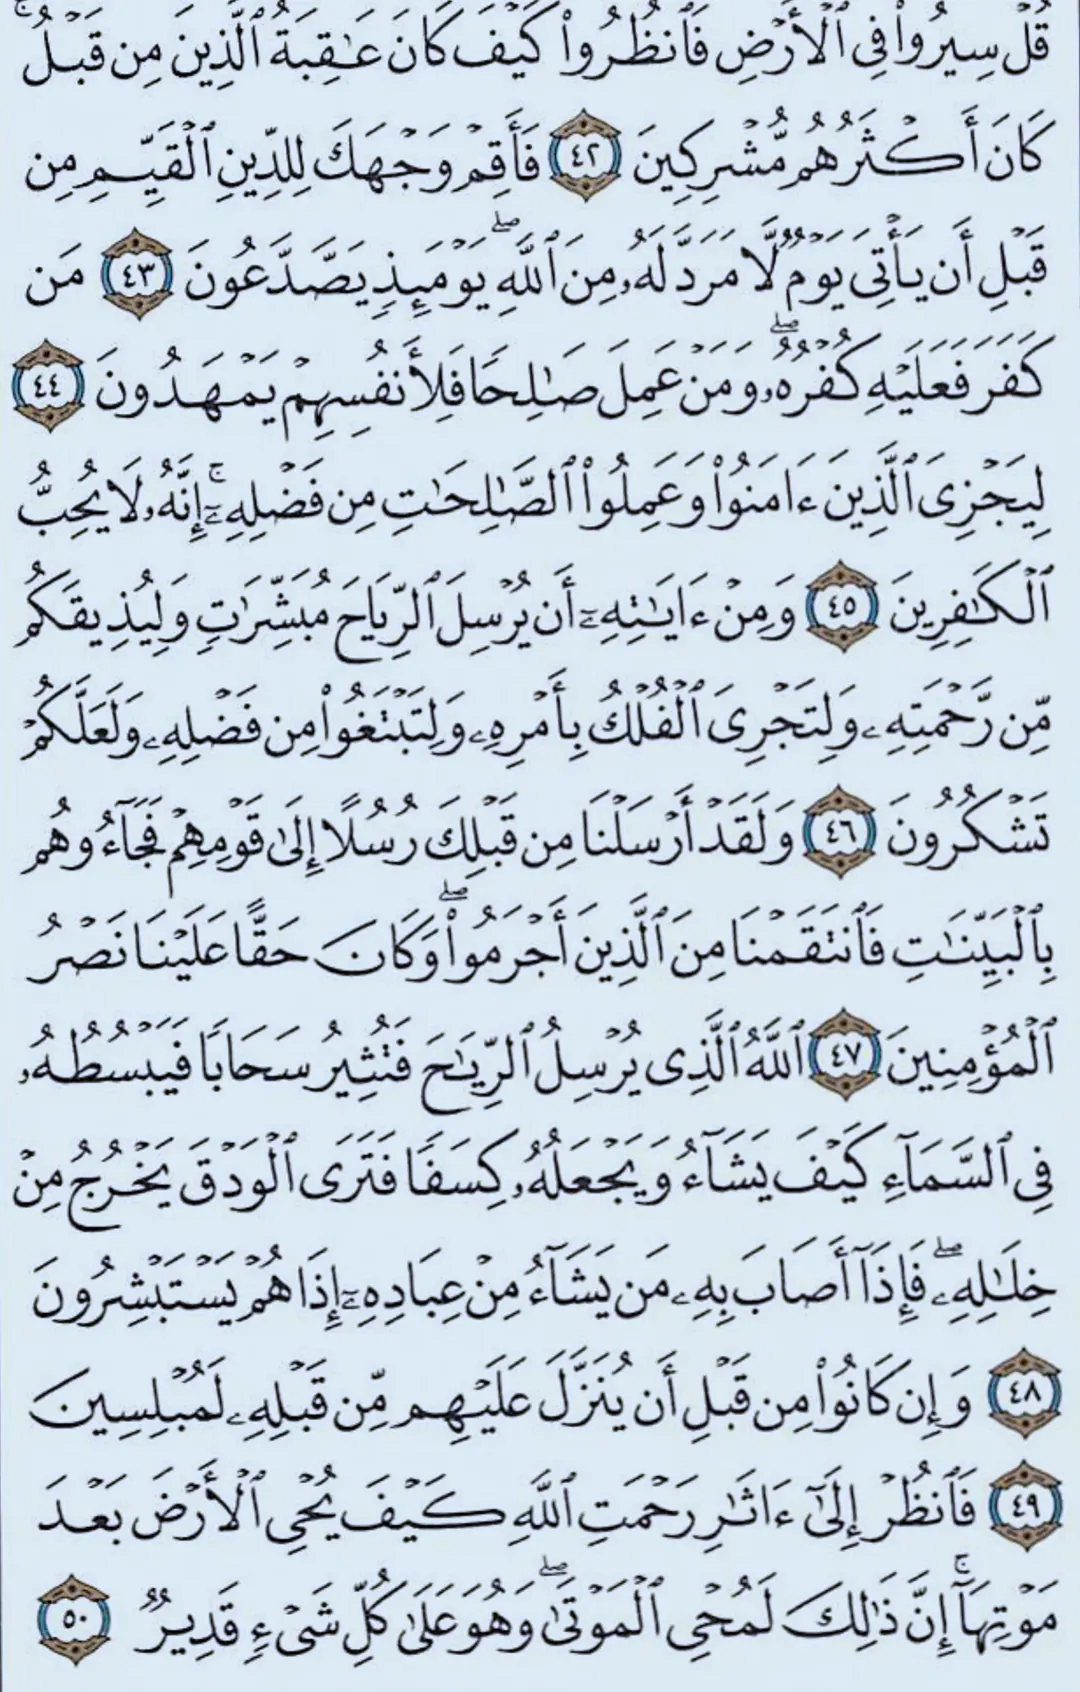 قُلۡ سِيرُواْ فِي ٱلۡأَرۡضِ فَٱنظُرُواْ كَيۡفَ كَانَ عَٰقِبَةُ ٱلَّذِينَ مِن قَبۡلُۚ
كَانَ أَكۡثَرُهُم مُّشۡرِكِينَ ٤٢ فَأَقِمۡ وَجۡهَكَ لِلدِّينِ ٱلۡقَيِّمِ مِن
قَبۡلِ أَن يَأۡتِيَ يَوۡمٞ لَّا مَرَدَّ لَهُۥ مِنَ ٱللَّهِۖ يَوۡمَئِذٖ يَصَّدَّعُونَ ٤٣ مَن
كَفَرَ فَعَلَيۡهِ كُفۡرُهُۥۖ وَمَنۡ عَمِلَ صَٰلِحٗا فَلِأَنفُسِهِمۡ يَمۡهَدُونَ ٤٤
لِيَجۡزِيَ ٱلَّذِينَ ءَامَنُواْ وَعَمِلُواْ ٱلصَّٰلِحَٰتِ مِن فَضۡلِهِۦٓۚ إِنَّهُۥ لَا يُحِبُّ
ٱلۡكَٰفِرِينَ ٤٥ وَمِنۡ ءَايَٰتِهِۦٓ أَن يُرۡسِلَ ٱلرِّيَاحَ مُبَشِّرَٰتٖ وَلِيُذِيقَكُم
مِّن رَّحۡمَتِهِۦ وَلِتَجۡرِيَ ٱلۡفُلۡكُ بِأَمۡرِهِۦ وَلِتَبۡتَغُواْ مِن فَضۡلِهِۦ وَلَعَلَّكُمۡ
تَشۡكُرُونَ ٤٦ وَلَقَدۡ أَرۡسَلۡنَا مِن قَبۡلِكَ رُسُلًا إِلَىٰ قَوۡمِهِمۡ فَجَآءُوهُم
بِٱلۡبَيِّنَٰتِ فَٱنتَقَمۡنَا مِنَ ٱلَّذِينَ أَجۡرَمُواْۖ وَكَانَ حَقًّا عَلَيۡنَا نَصۡرُ
ٱلۡمُؤۡمِنِينَ ٤٧ ٱللَّهُ ٱلَّذِي يُرۡسِلُ ٱلرِّيَٰحَ فَتُثِيرُ سَحَابٗا فَيَبۡسُطُهُۥ
فِي ٱلسَّمَآءِ كَيۡفَ يَشَآءُ وَيَجۡعَلُهُۥ كِسَفٗا فَتَرَى ٱلۡوَدۡقَ يَخۡرُجُ مِنۡ
خِلَٰلِهِۦۖ فَإِذَآ أَصَابَ بِهِۦ مَن يَشَآءُ مِنۡ عِبَادِهِۦٓ إِذَا هُمۡ يَسۡتَبۡشِرُونَ
٤٨ وَإِن كَانُواْ مِن قَبۡلِ أَن يُنَزَّلَ عَلَيۡهِم مِّن قَبۡلِهِۦ لَمُبۡلِسِينَ
٤٩ فَٱنظُرۡ إِلَىٰٓ ءَاثَٰرِ رَحۡمَتِ ٱللَّهِ كَيۡفَ يُحۡيِ ٱلۡأَرۡضَ بَعۡدَ
مَوۡتِهَآۚ إِنَّ ذَٰلِكَ لَمُحۡيِ ٱلۡمَوۡتَىٰۖ وَهُوَ عَلَىٰ كُلِّ شَيۡءٖ قَدِيرٞ ٥٠